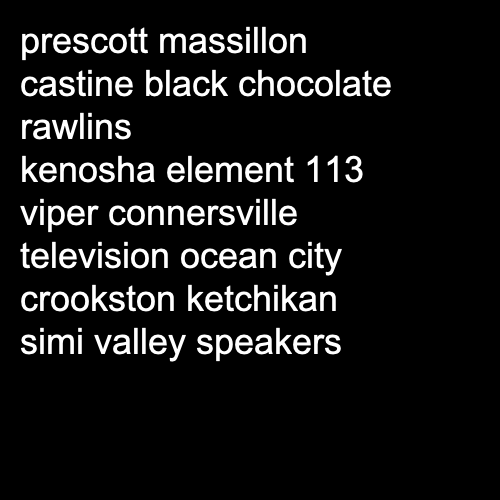 prescott massillon
castine black chocolate
rawlins
kenosha element 113
viper connersville
television ocean city
crookston ketchikan
simi valley speakers